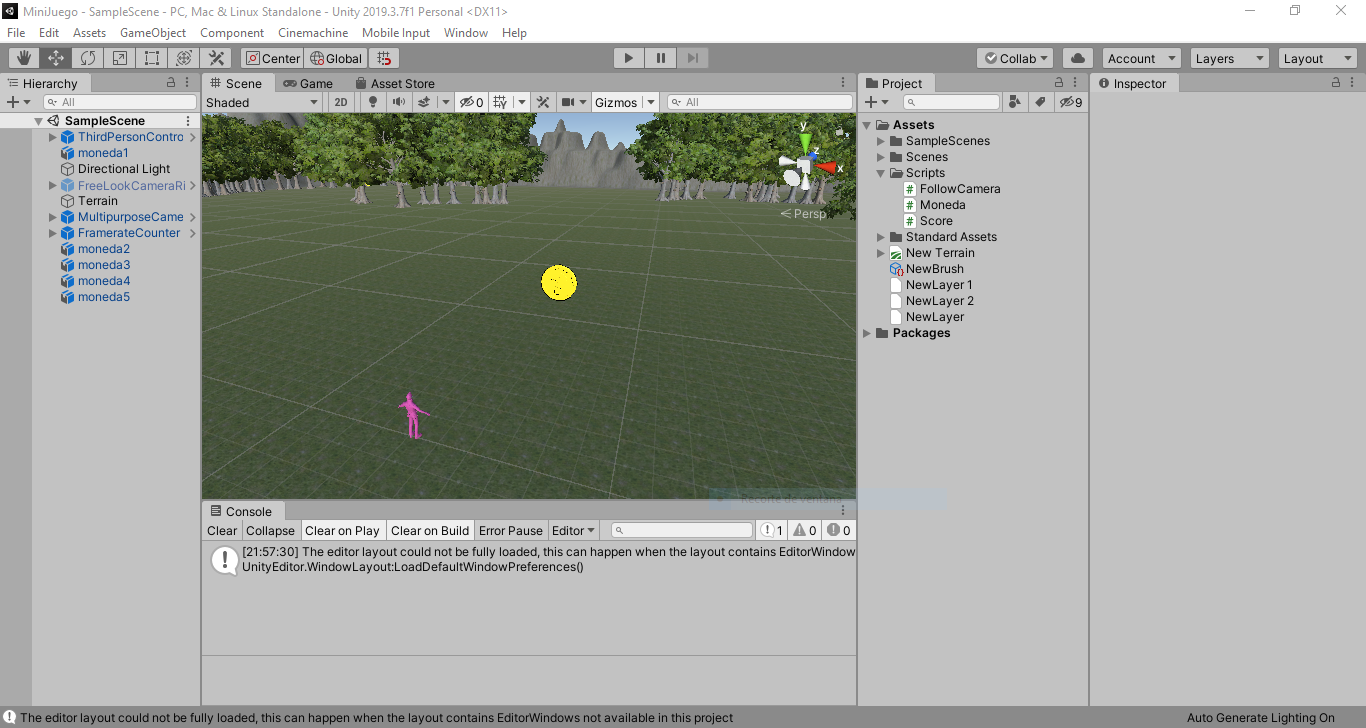 MiniJuego - SampleScene - PC, Mac & Linux Standalone - Unity 2019.3.7f1 Personal <DX11>
File Edit Assets GameObject Component Cinemachine Mobile Input Window Help
Center Global Collab Account Layers Layout
Hierarchy
All
SampleScene
ThirdPersonContro
moneda1
Directional Light
FreeLookCameraRi
Terrain
MultipurposeCame
FramerateCounter
moneda2
moneda3
moneda4
moneda5
Scene Game Asset Store
Shaded 2D 0 Gizmos All
y
z
x
Persp
Recorte de ventana
Console
Clear Collapse Clear on Play Clear on Build Error Pause Editor 1 0 0
[21:57:30] The editor layout could not be fully loaded, this can happen when the layout contains EditorWindow
UnityEditor.WindowLayout:LoadDefaultWindowPreferences()
Project
9
Assets
SampleScenes
Scenes
Scripts
FollowCamera
Moneda
Score
Standard Assets
New Terrain
NewBrush
NewLayer 1
NewLayer 2
NewLayer
Packages
Inspector
The editor layout could not be fully loaded, this can happen when the layout contains EditorWindows not available in this project
Auto Generate Lighting On